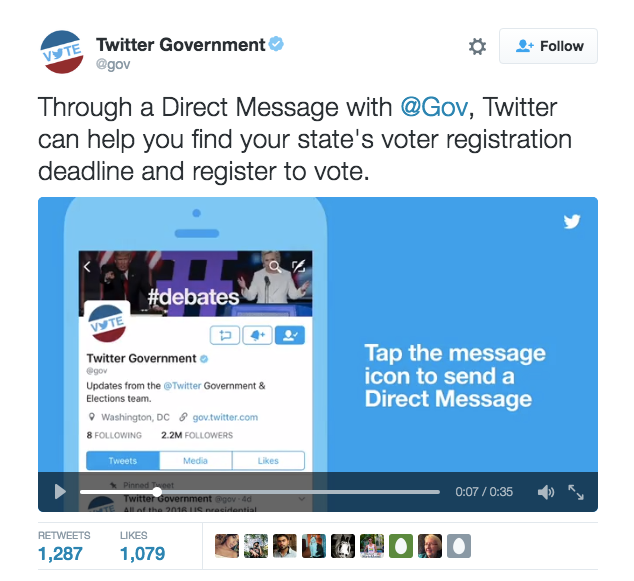 VOTE
Twitter Government
@gov
Follow
Through a Direct Message with @Gov, Twitter
can help you find your state's voter registration
deadline and register to vote.
#debates
VOTE
Twitter Government
@gov
Updates from the @Twitter Government &
Elections team.
Washington, DC gov.twitter.com
8 FOLLOWING 2.2M FOLLOWERS
Tweets Media Likes
Pinned Tweet
Twitter Government @gov · 4d
All of the 2016 US presidential
Tap the message
icon to send a
Direct Message
0:07 / 0:35
RETWEETS LIKES
1,287 1,079